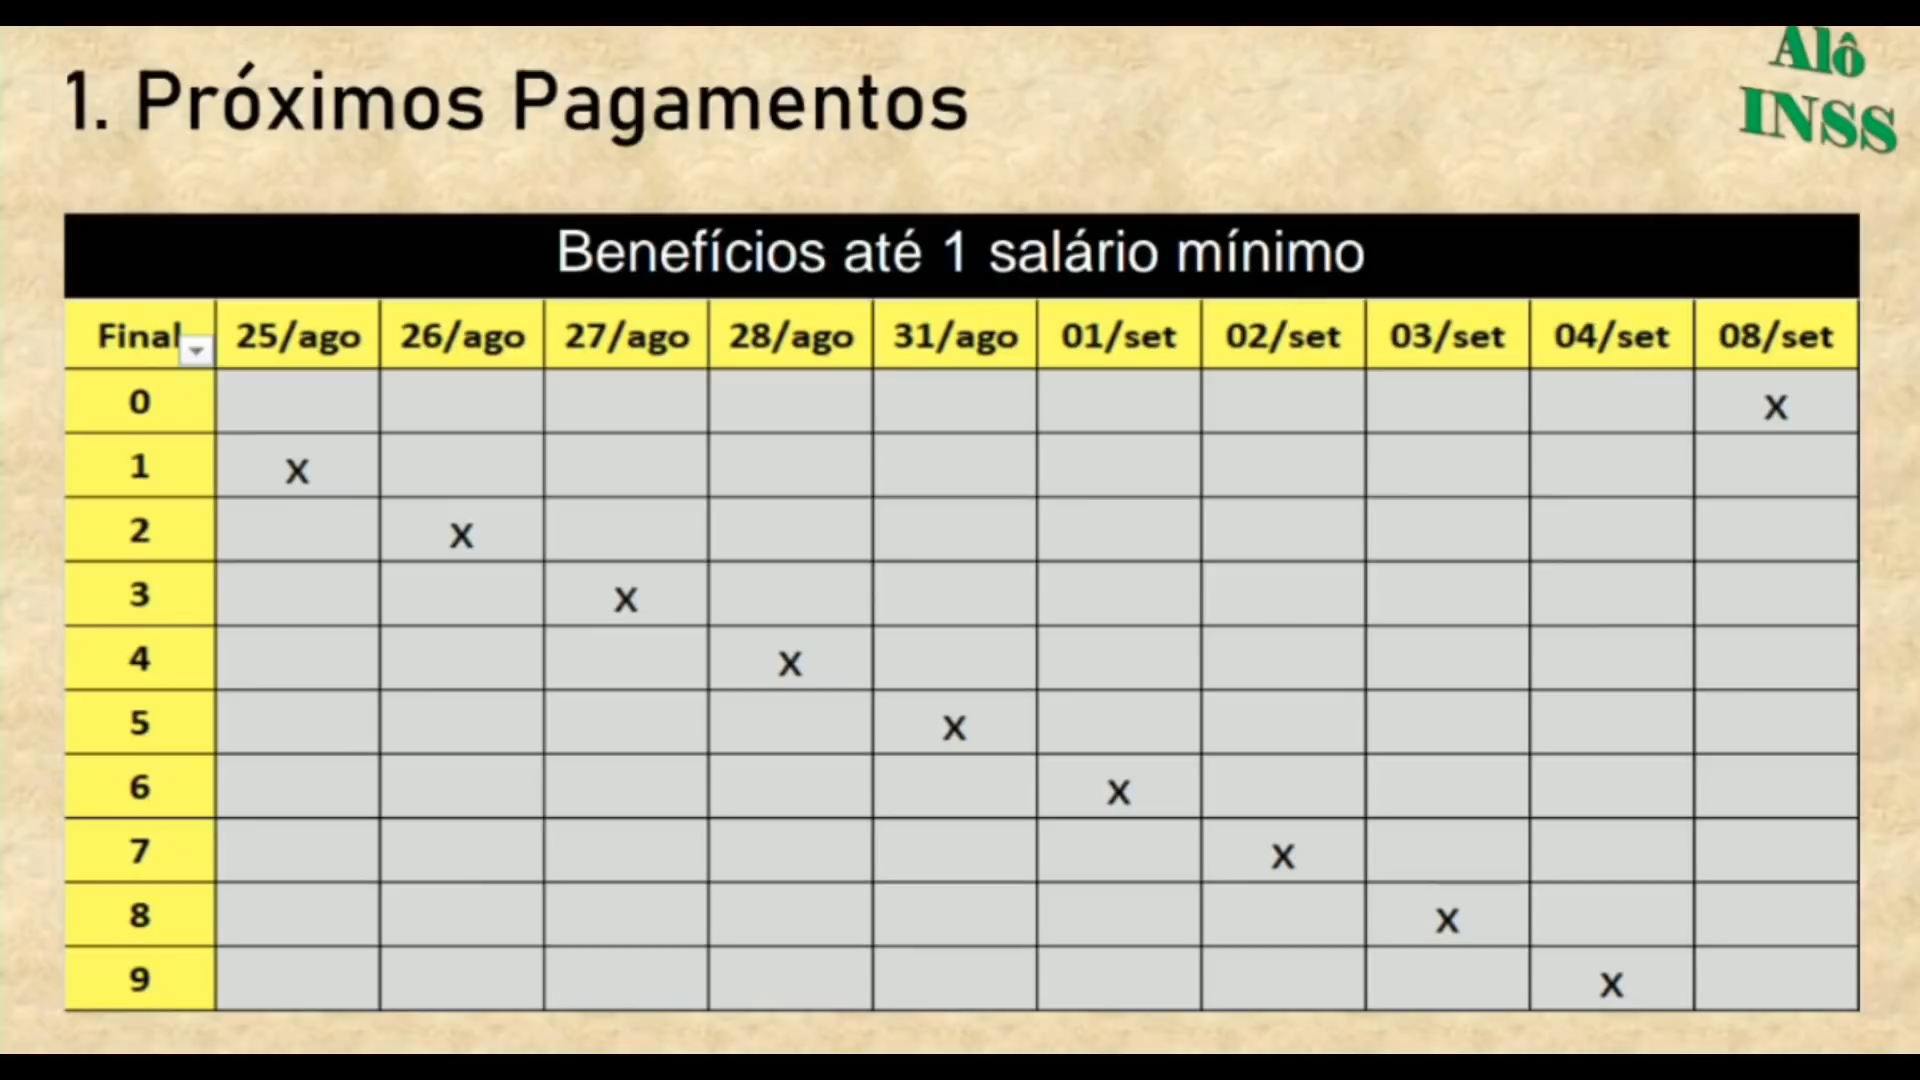 Alô
INSS
1. Próximos Pagamentos
Benefícios até 1 salário mínimo
Final 25/ago 26/ago 27/ago 28/ago 31/ago 01/set 02/set 03/set 04/set 08/set
0 x
1 x
2 x
3 x
4 x
5 x
6 x
7 x
8 x
9 x